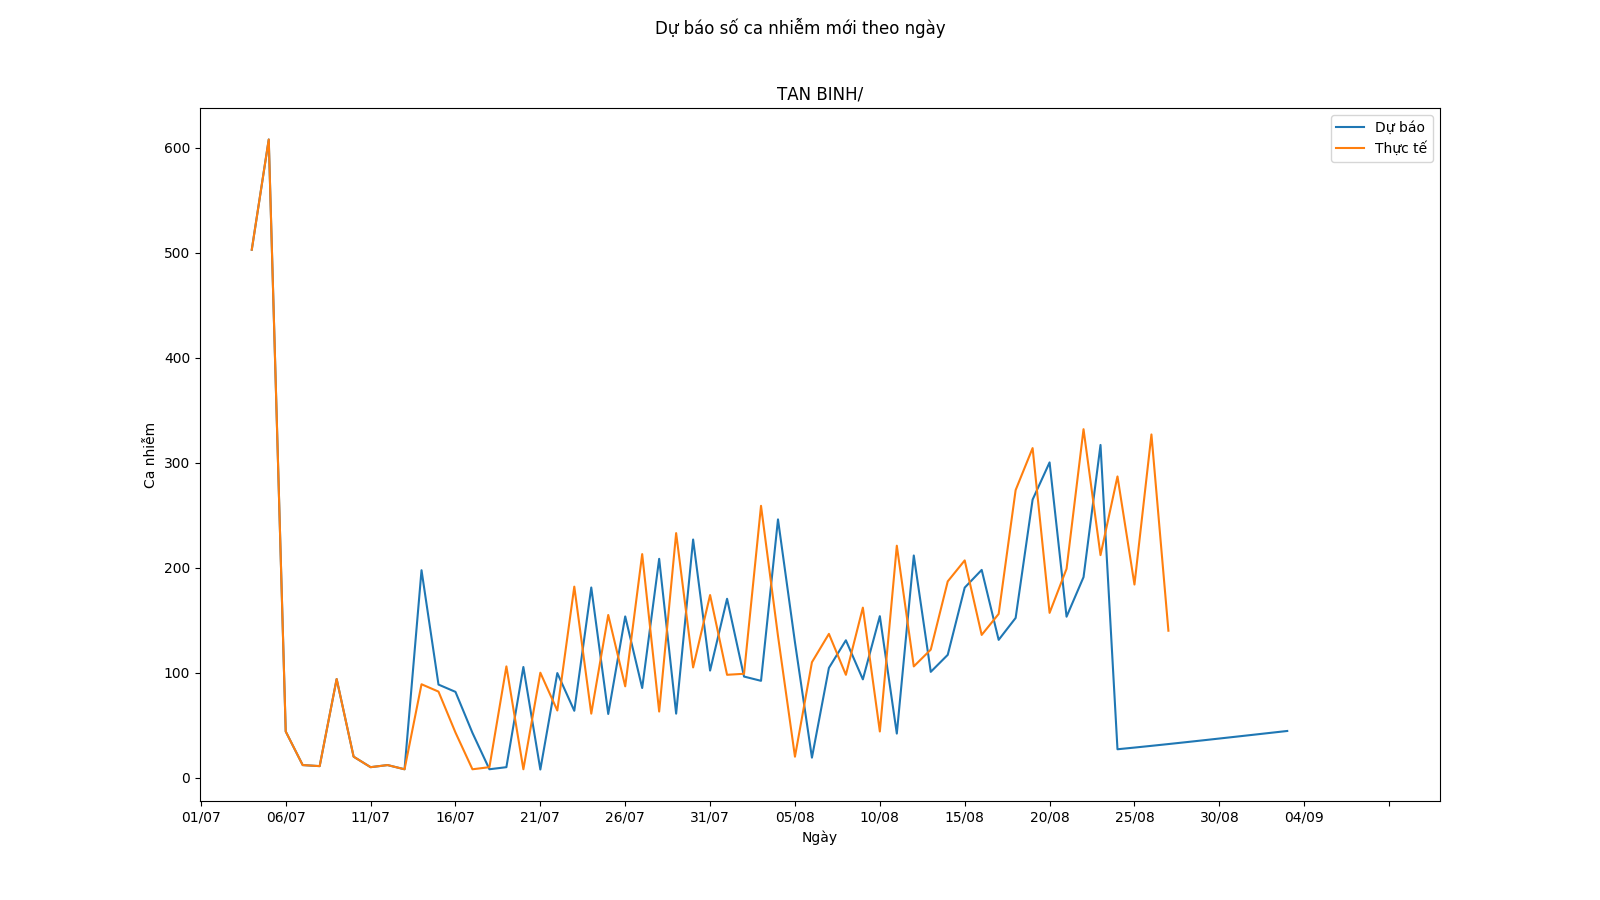 Dự báo số ca nhiễm mới theo ngày
TAN BINH/
Dự báo
Thực tế
600
500
400
300
200
100
0
Ca nhiễm
01/07 06/07 11/07 16/07 21/07 26/07 31/07 05/08 10/08 15/08 20/08 25/08 30/08 04/09
Ngày